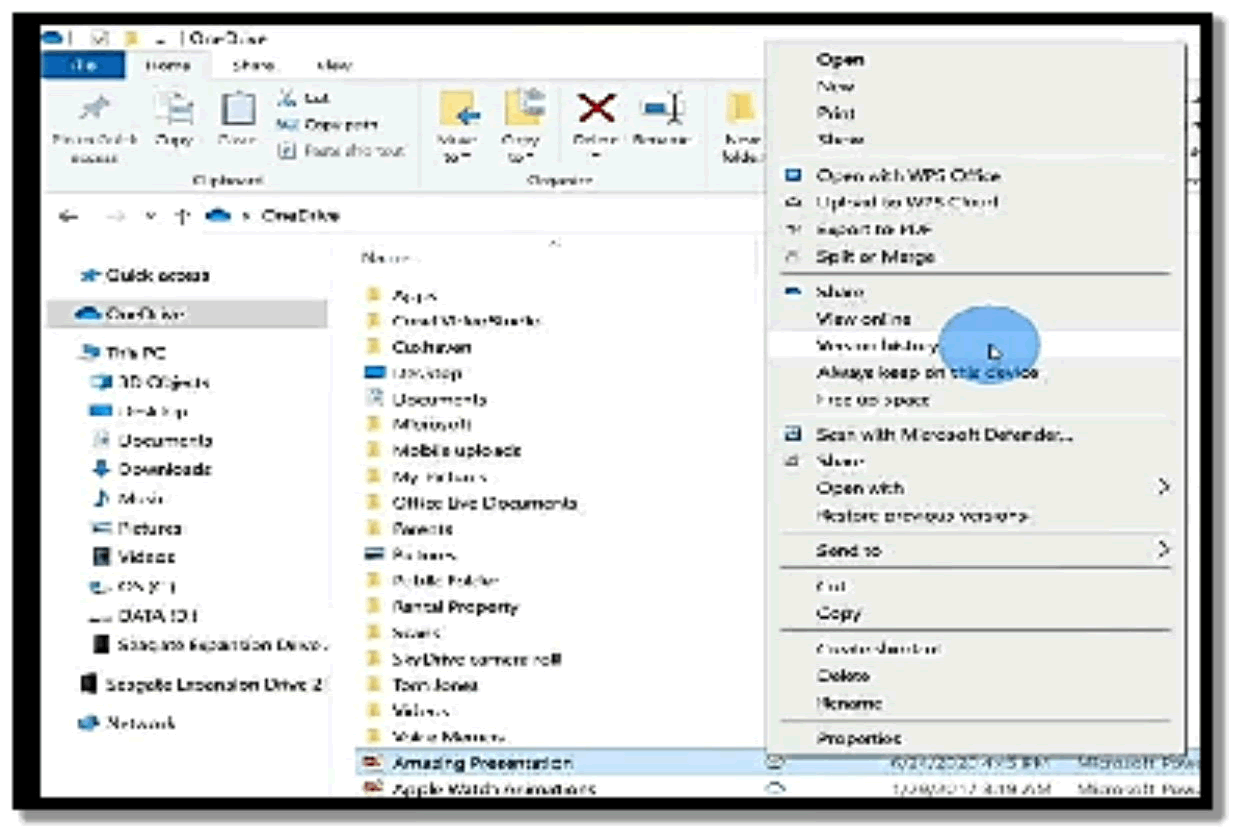 OneDrive
File Home Share View
Cut
Copy path
Paste shortcut
Pin to Quick access
Copy
Paste
Move to
Copy to
Delete
Rename
New folder
Clipboard
Organize
OneDrive
Name
Quick access
OneDrive
This PC
3D Objects
Desktop
Documents
Downloads
Music
Pictures
Videos
OS (C:)
DATA (D:)
Seagate Expansion Drive
Seagate Expansion Drive 2
Network
Apps
Corel VideoStudio
Cuxhaven
Desktop
Documents
Microsoft
Mobile uploads
My Pictures
Office Live Documents
Parents
Pictures
Public Folder
Rental Property
Scans
SkyDrive camera roll
Tom Jones
Videos
Voice Memos
Amazing Presentation
Apple Watch Animations
Open
New
Print
Show
Open with WPS Office
Upload to WPS Cloud
Export to PDF
Split or Merge
Share
View online
Version history
Always keep on this device
Free up space
Scan with Microsoft Defender...
Share
Open with
Restore previous versions
Send to
Cut
Copy
Create shortcut
Delete
Rename
Properties